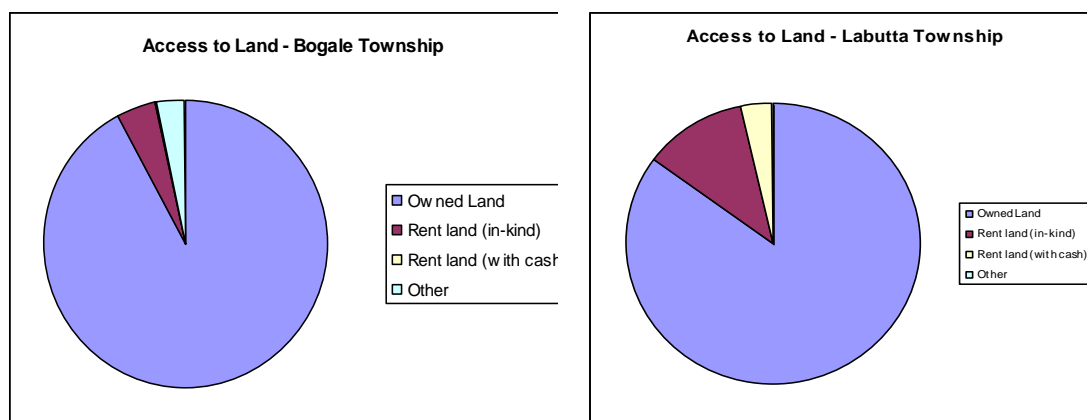 Access to Land - Bogale Township
Owned Land
Rent land (in-kind)
Rent land (with cash
Other
Access to Land - Labutta Township
Owned Land
Rent land (in-kind)
Rent land (with cash)
Other